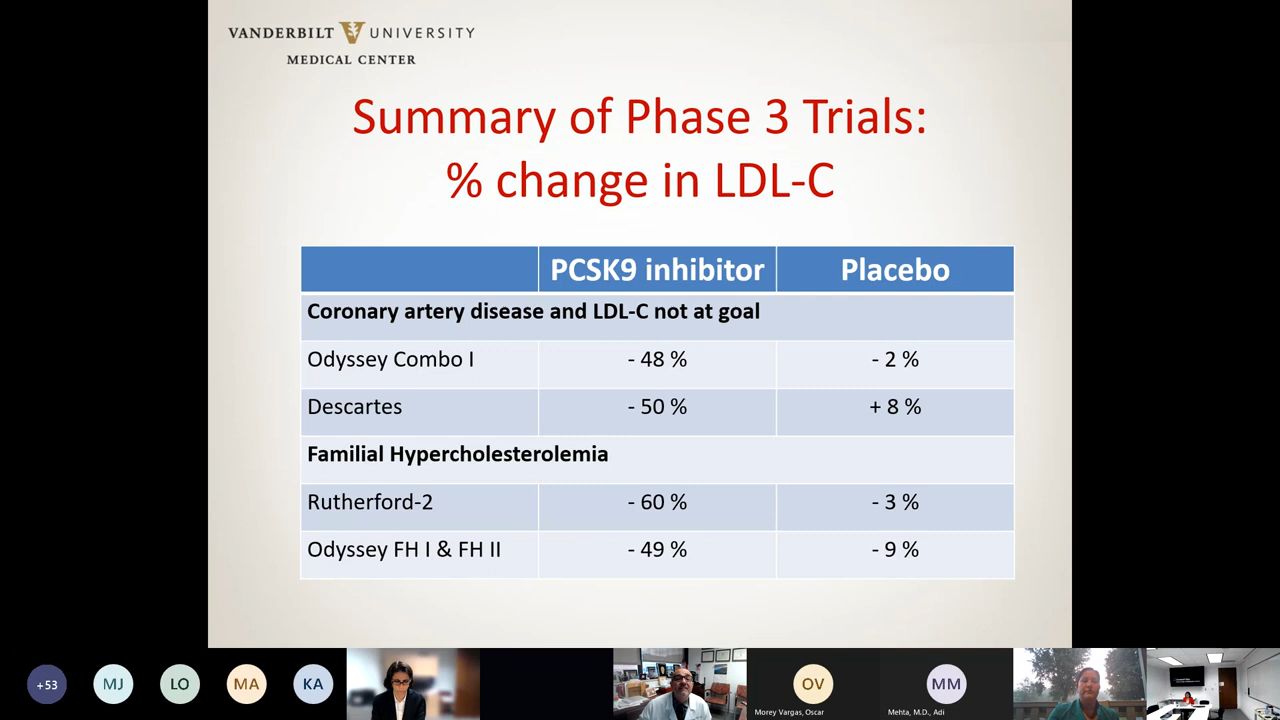 VANDERBILT UNIVERSITY
MEDICAL CENTER
Summary of Phase 3 Trials:
% change in LDL-C
PCSK9 inhibitor Placebo
Coronary artery disease and LDL-C not at goal
Odyssey Combo I - 48 % - 2 %
Descartes - 50 % + 8 %
Familial Hypercholesterolemia
Rutherford-2 - 60 % - 3 %
Odyssey FH I & FH II - 49 % - 9 %
+53 MJ LO MA KA OV MM
Morey Vargas, Oscar Mehta, M.D., Adi